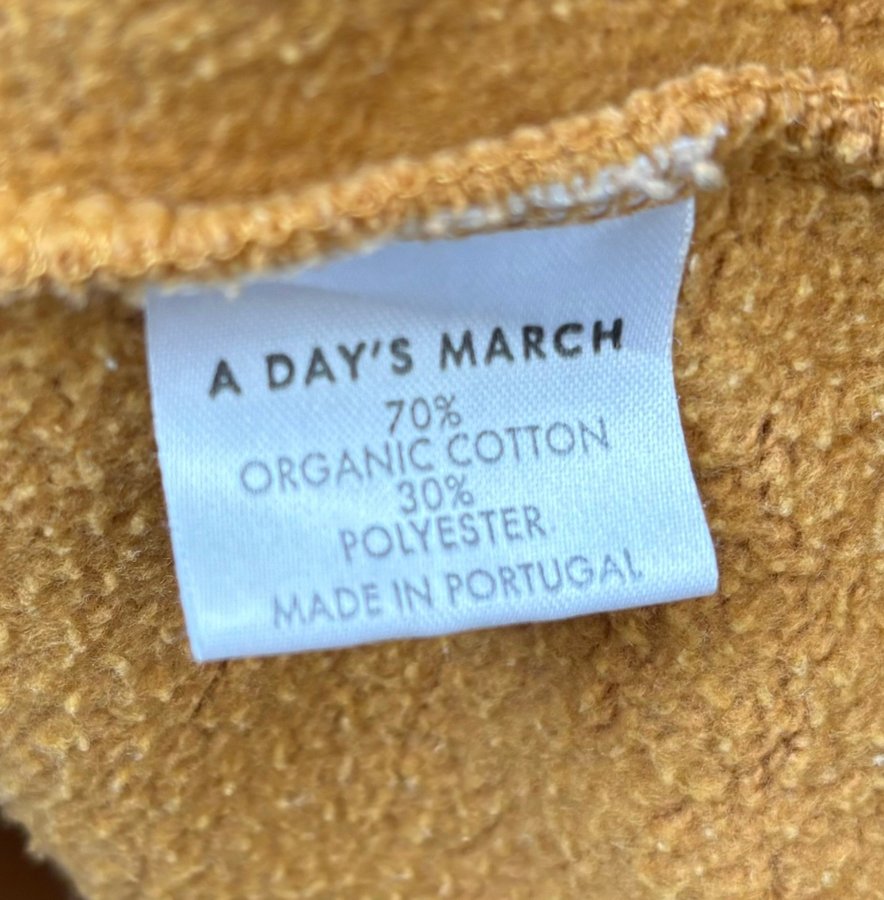 A DAY'S MARCH
70%
ORGANIC COTTON
30%
POLYESTER
MADE IN PORTUGAL